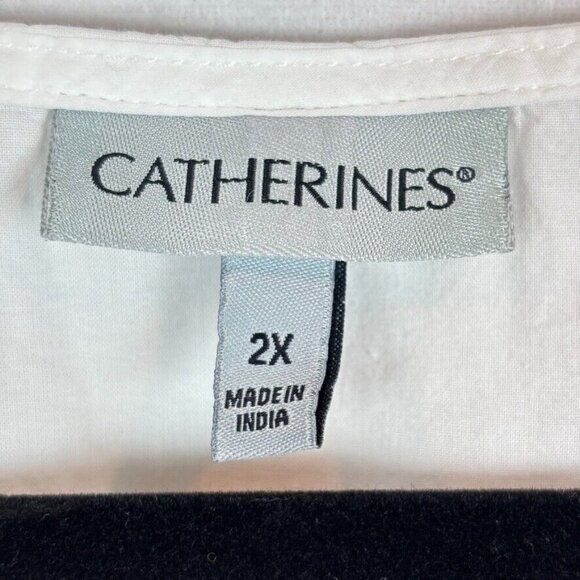 CATHERINES®
2X
MADE IN
INDIA